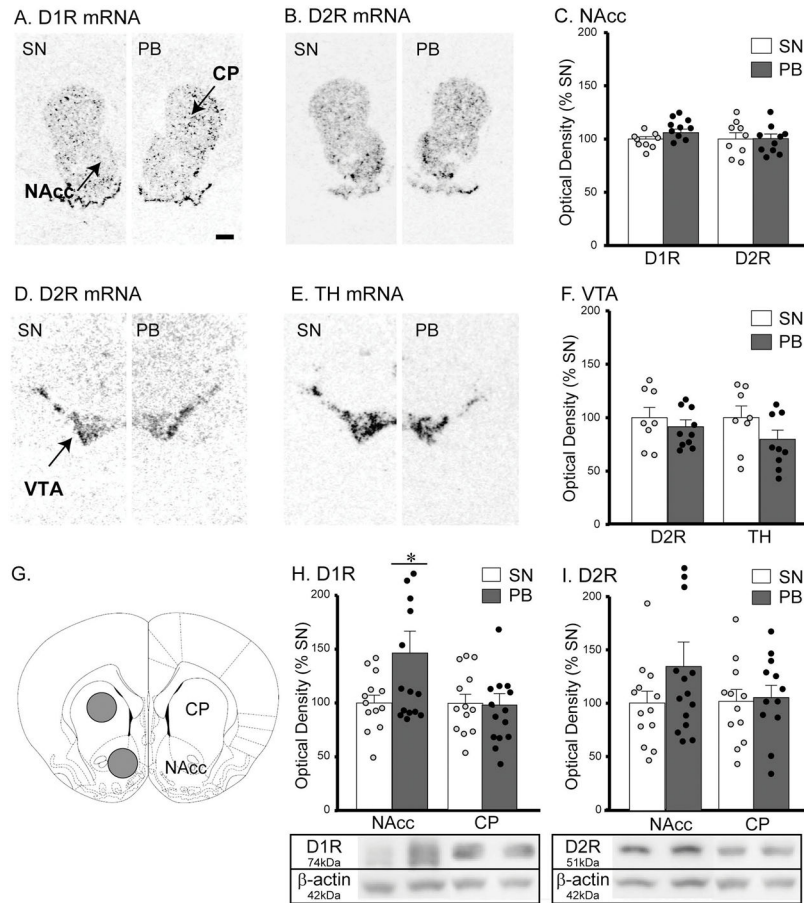 A. D1R mRNA
SN
PB
CP
NAcc
B. D2R mRNA
SN
PB
C. NAcc
SN
PB
Optical Density (% SN)
200
150
100
50
0
D1R
D2R
D. D2R mRNA
SN
PB
VTA
E. TH mRNA
SN
PB
F. VTA
SN
PB
Optical Density (% SN)
200
150
100
50
0
D2R
TH
G.
CP
NAcc
H. D1R
*
SN
PB
Optical Density (% SN)
200
150
100
50
0
NAcc
CP
D1R
74kDa
β-actin
42kDa
I. D2R
SN
PB
Optical Density (% SN)
200
150
100
50
0
NAcc
CP
D2R
51kDa
β-actin
42kDa